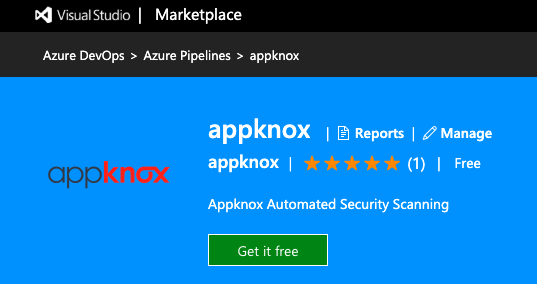 Visual Studio | Marketplace
Azure DevOps > Azure Pipelines > appknox
appknox | Reports | Manage
appknox
appknox | (1) | Free
Appknox Automated Security Scanning
Get it free